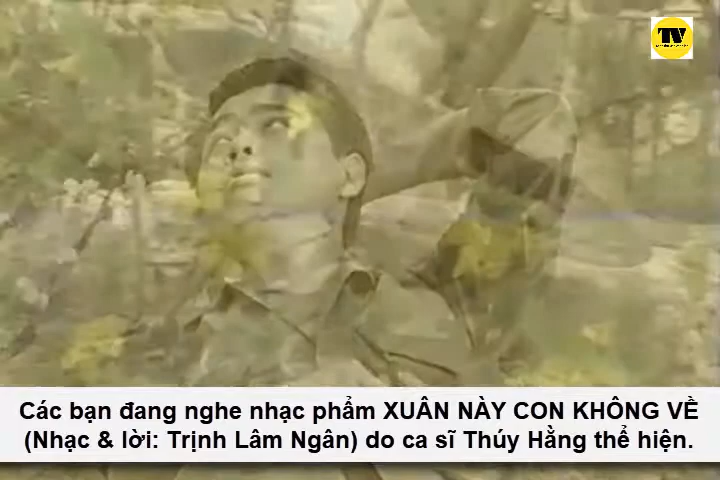 TV
Các bạn đang nghe nhạc phẩm XUÂN NÀY CON KHÔNG VỀ
(Nhạc & lời: Trịnh Lâm Ngân) do ca sĩ Thúy Hằng thể hiện.